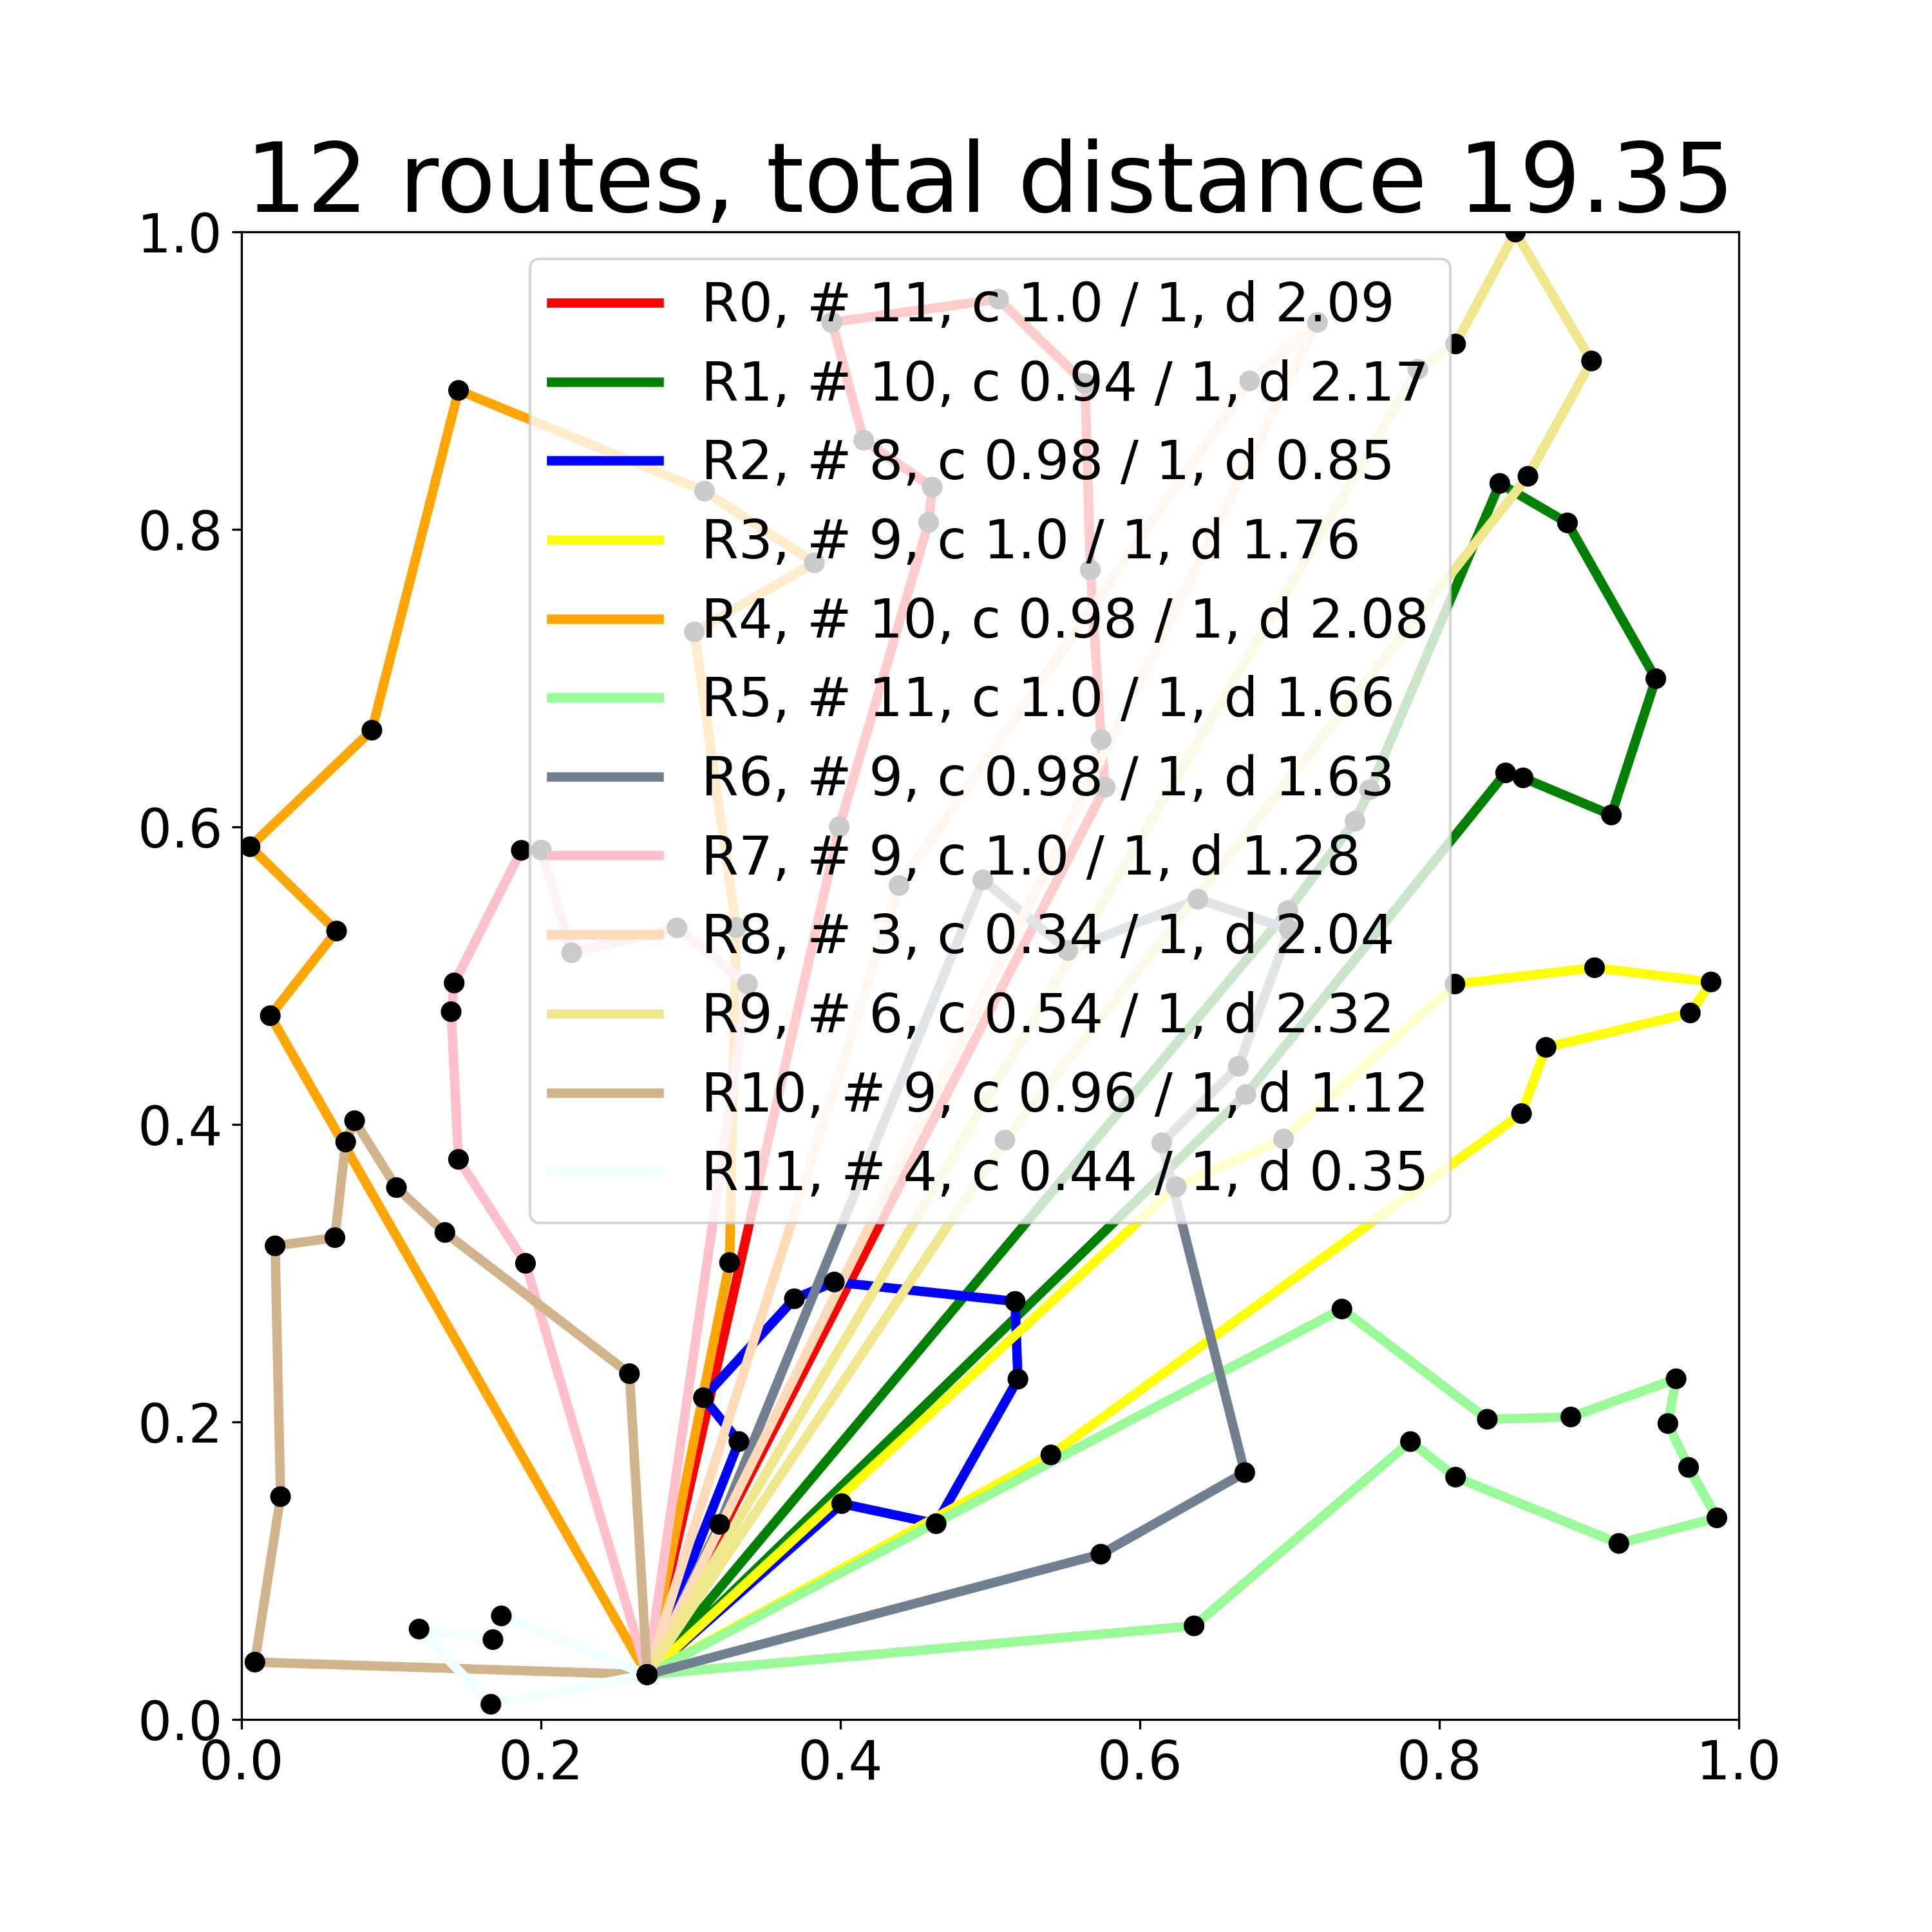 12 routes, total distance 19.35
1.0
0.8
0.6
0.4
0.2
0.0
R0, # 11, c 1.0 / 1, d 2.09
R1, # 10, c 0.94 / 1, d 2.17
R2, # 8, c 0.98 / 1, d 0.85
R3, # 9, c 1.0 / 1, d 1.76
R4, # 10, c 0.98 / 1, d 2.08
R5, # 11, c 1.0 / 1, d 1.66
R6, # 9, c 0.98 / 1, d 1.63
R7, # 9, c 1.0 / 1, d 1.28
R8, # 3, c 0.34 / 1, d 2.04
R9, # 6, c 0.54 / 1, d 2.32
R10, # 9, c 0.96 / 1, d 1.12
R11, # 4, c 0.44 / 1, d 0.35
0.0 0.2 0.4 0.6 0.8 1.0